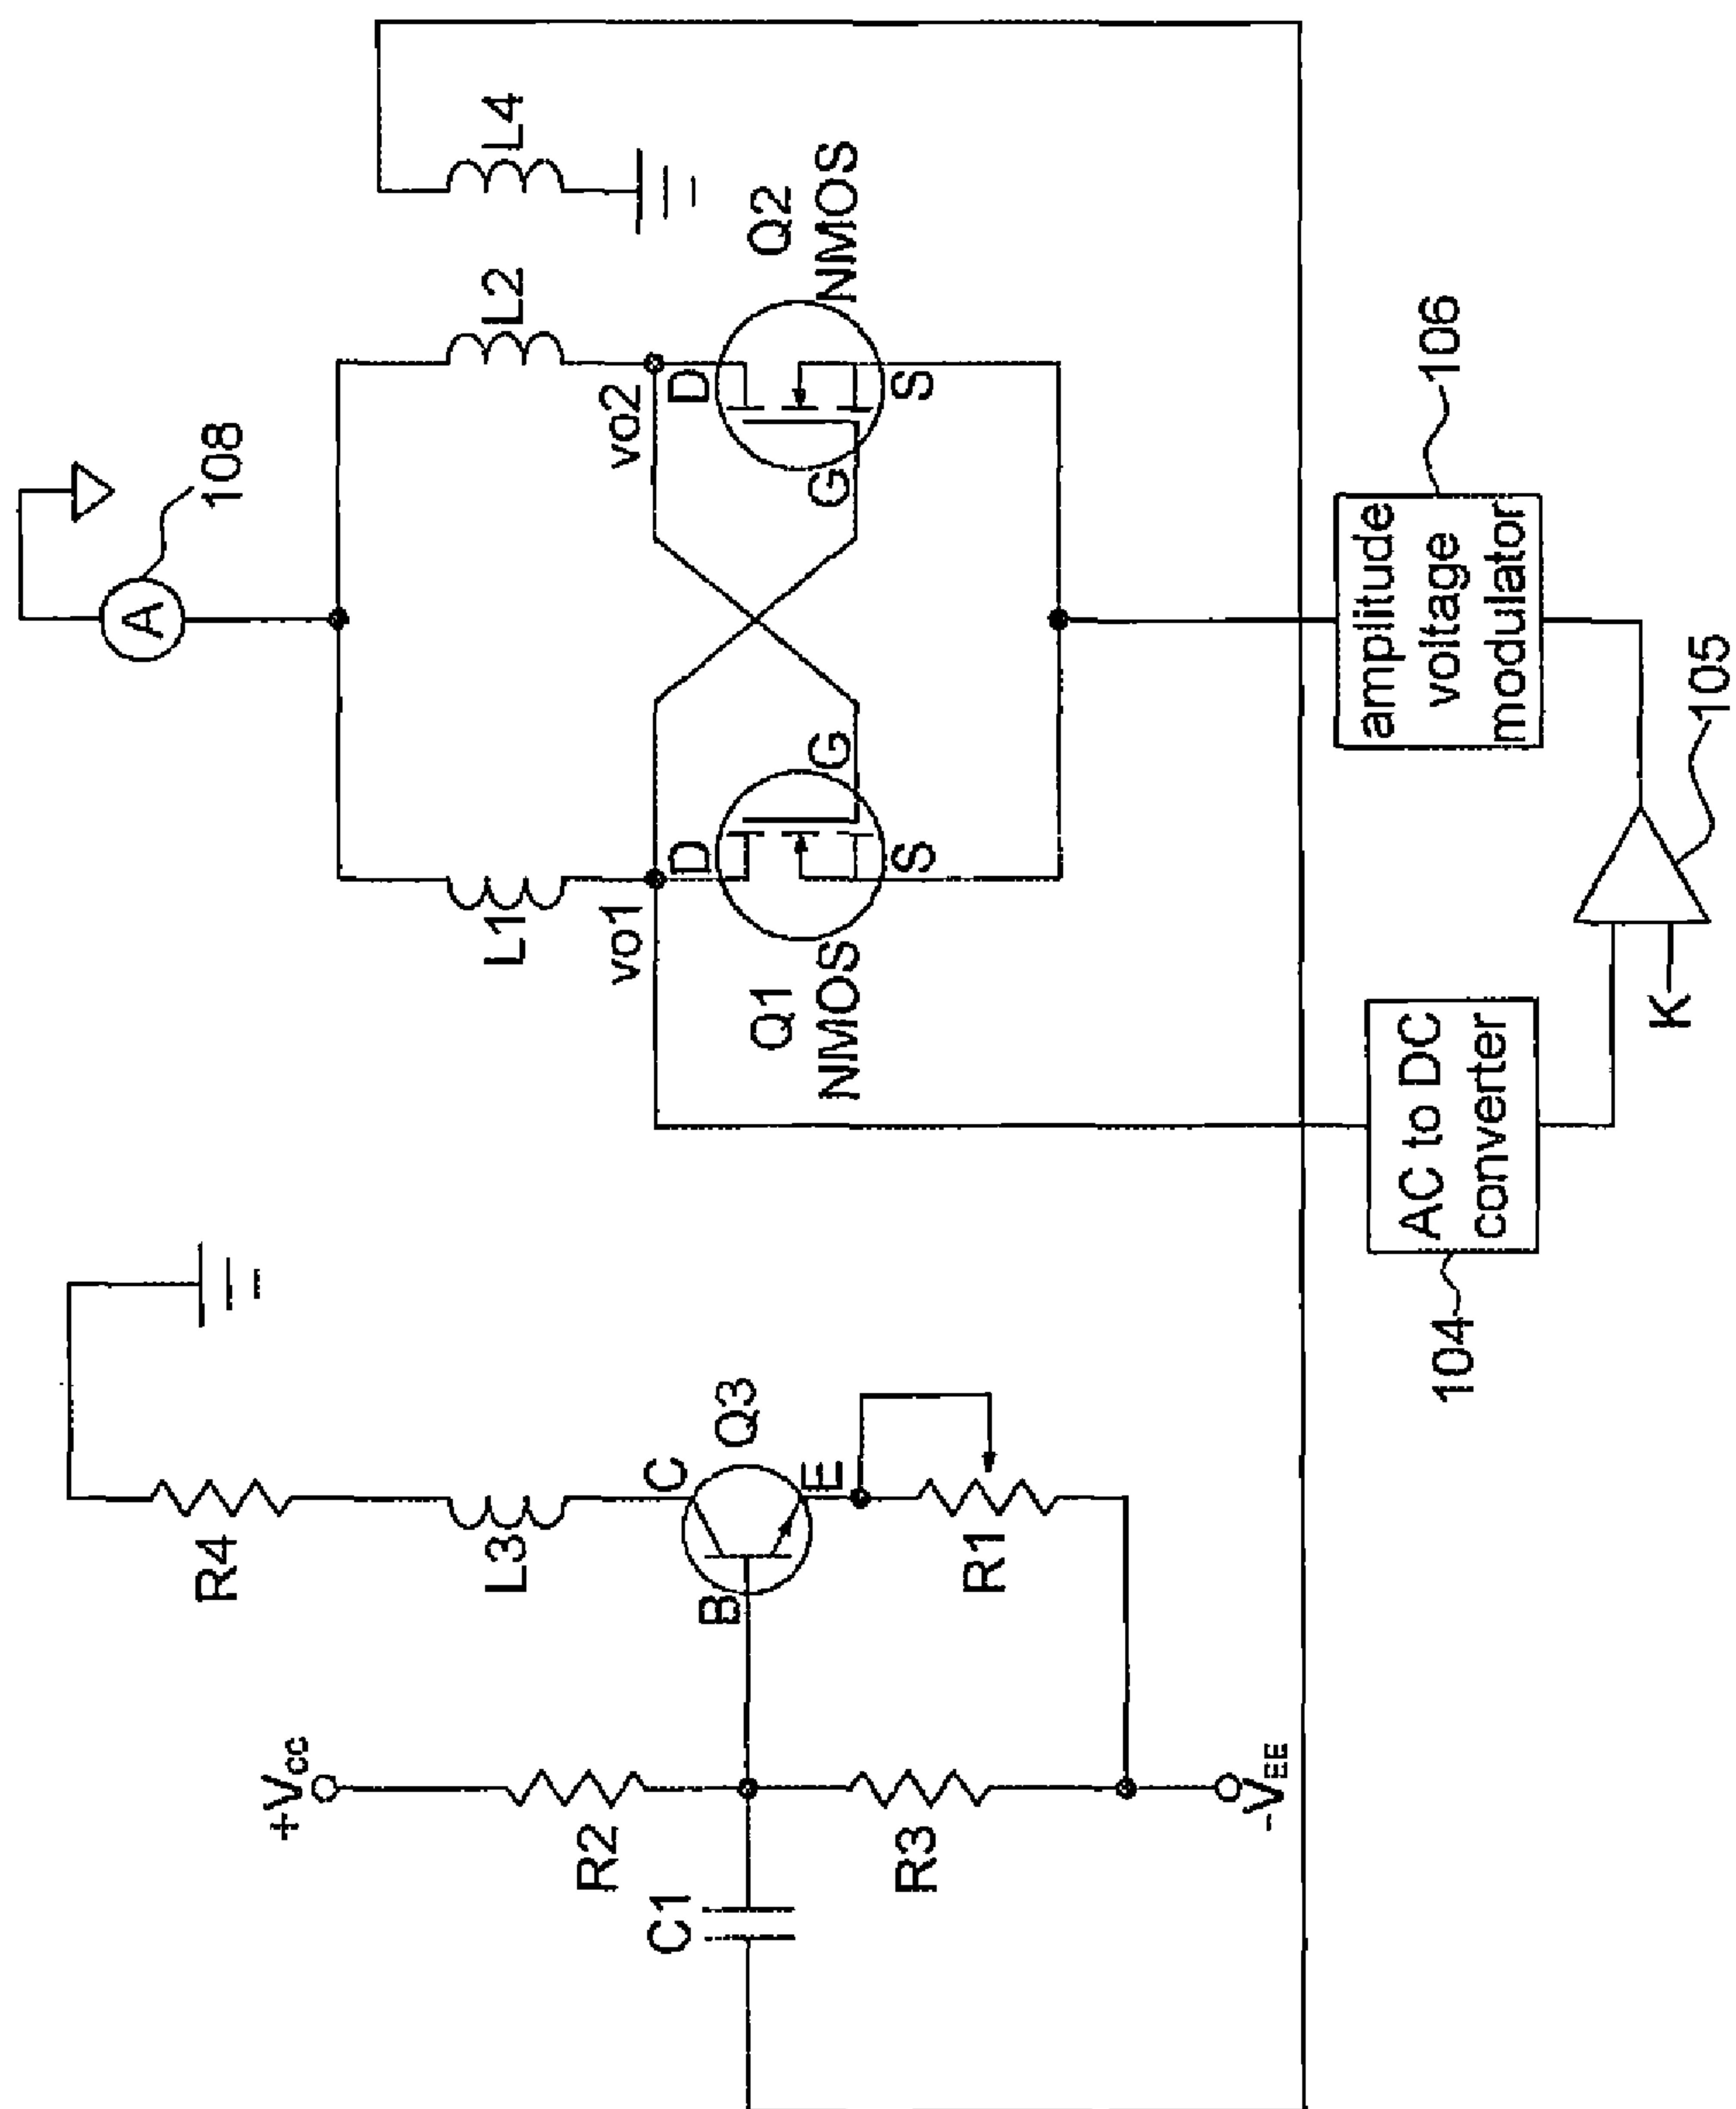 108
A
+Vcc
R4
L3
L1
L2
L4
C
Q3
B
E
R2
C1
R3
R1
-VEE
vo1
vo2
D
D
Q1
NMOS
Q2
NMOS
G
G
S
S
104
AC to DC
converter
K
105
amplitude
voltage
modulator
106